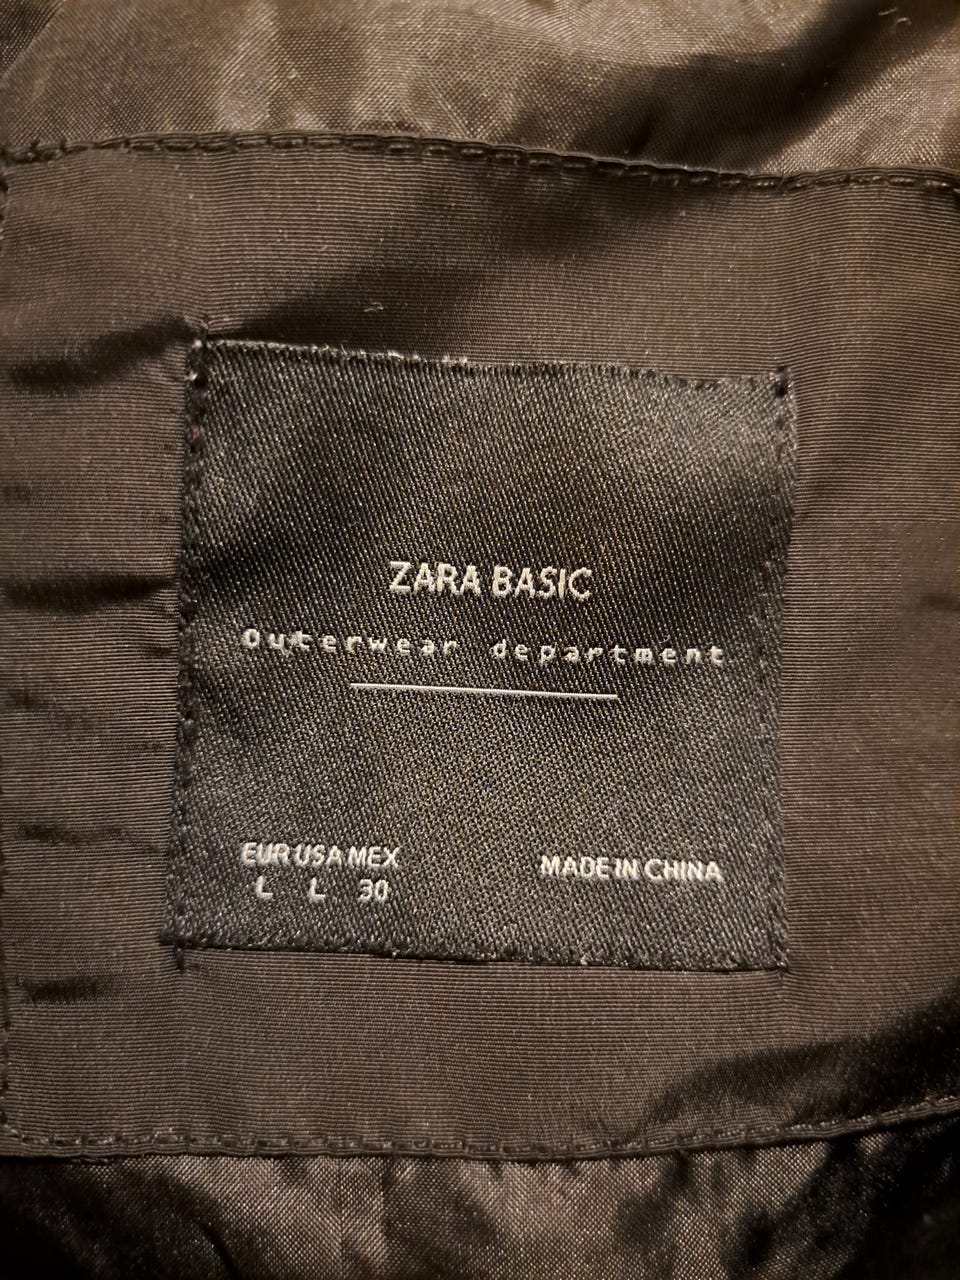 ZARA BASIC
outerwear department
EUR USA MEX
L L 30
MADE IN CHINA